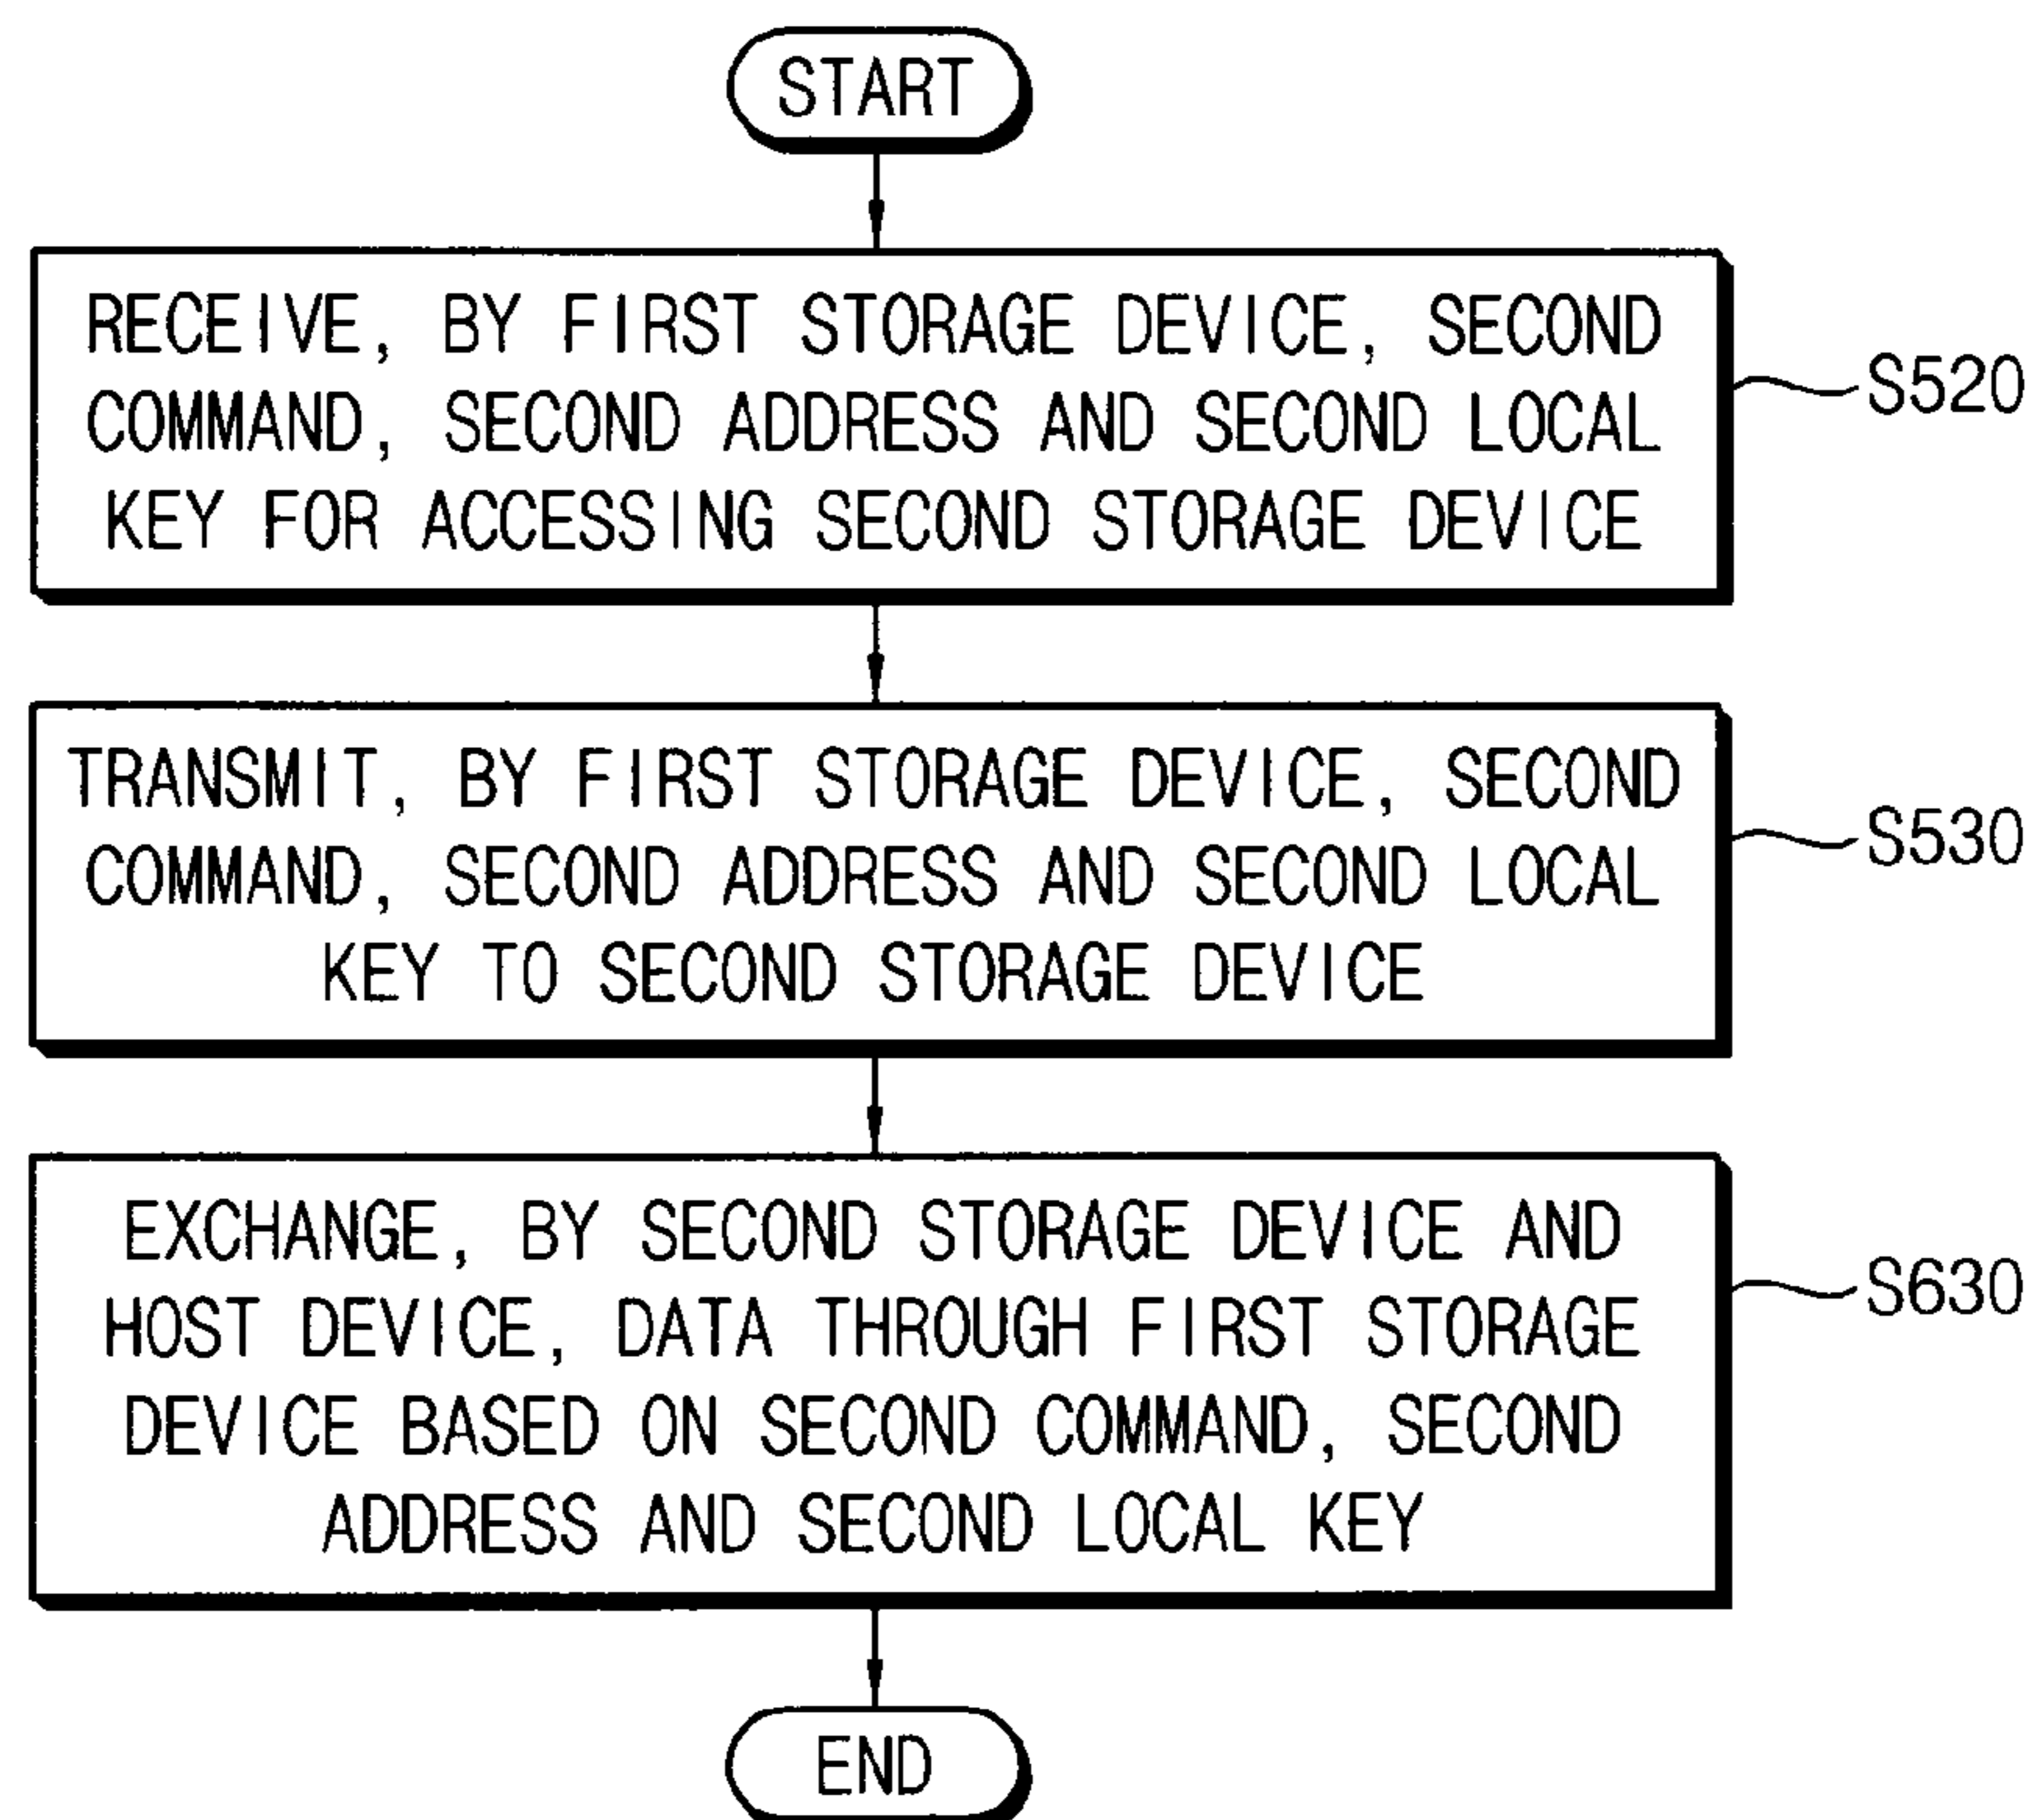 START
RECEIVE, BY FIRST STORAGE DEVICE, SECOND
COMMAND, SECOND ADDRESS AND SECOND LOCAL
KEY FOR ACCESSING SECOND STORAGE DEVICE
S520
TRANSMIT, BY FIRST STORAGE DEVICE, SECOND
COMMAND, SECOND ADDRESS AND SECOND LOCAL
KEY TO SECOND STORAGE DEVICE
S530
EXCHANGE, BY SECOND STORAGE DEVICE AND
HOST DEVICE, DATA THROUGH FIRST STORAGE
DEVICE BASED ON SECOND COMMAND, SECOND
ADDRESS AND SECOND LOCAL KEY
S630
END